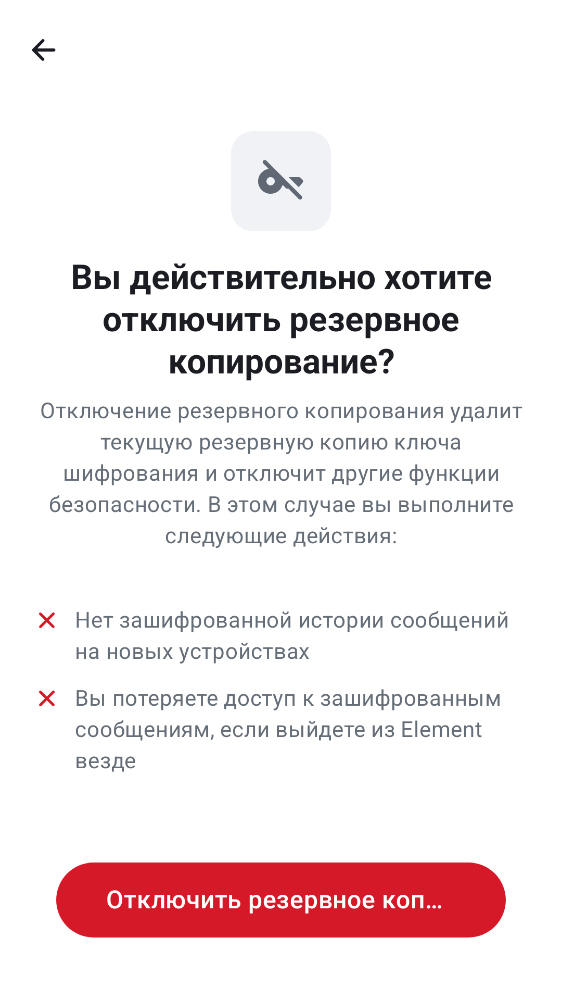 Вы действительно хотите
отключить резервное
копирование?
Отключение резервного копирования удалит
текущую резервную копию ключа
шифрования и отключит другие функции
безопасности. В этом случае вы выполните
следующие действия:
Нет зашифрованной истории сообщений
на новых устройствах
Вы потеряете доступ к зашифрованным
сообщениям, если выйдете из Element
везде
Отключить резервное коп...